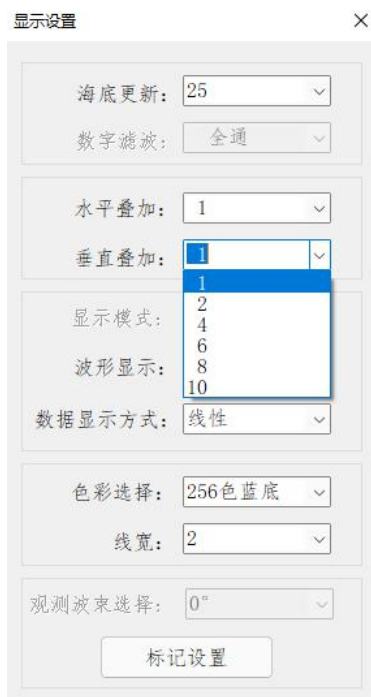 显示设置
海底更新: 25
数字滤波: 全通
水平叠加: 1
垂直叠加: 1
1
2
显示模式: 4
6
波形显示: 8
10
数据显示方式: 线性
色彩选择: 256色蓝底
线宽: 2
观测波束选择: 0°
标记设置